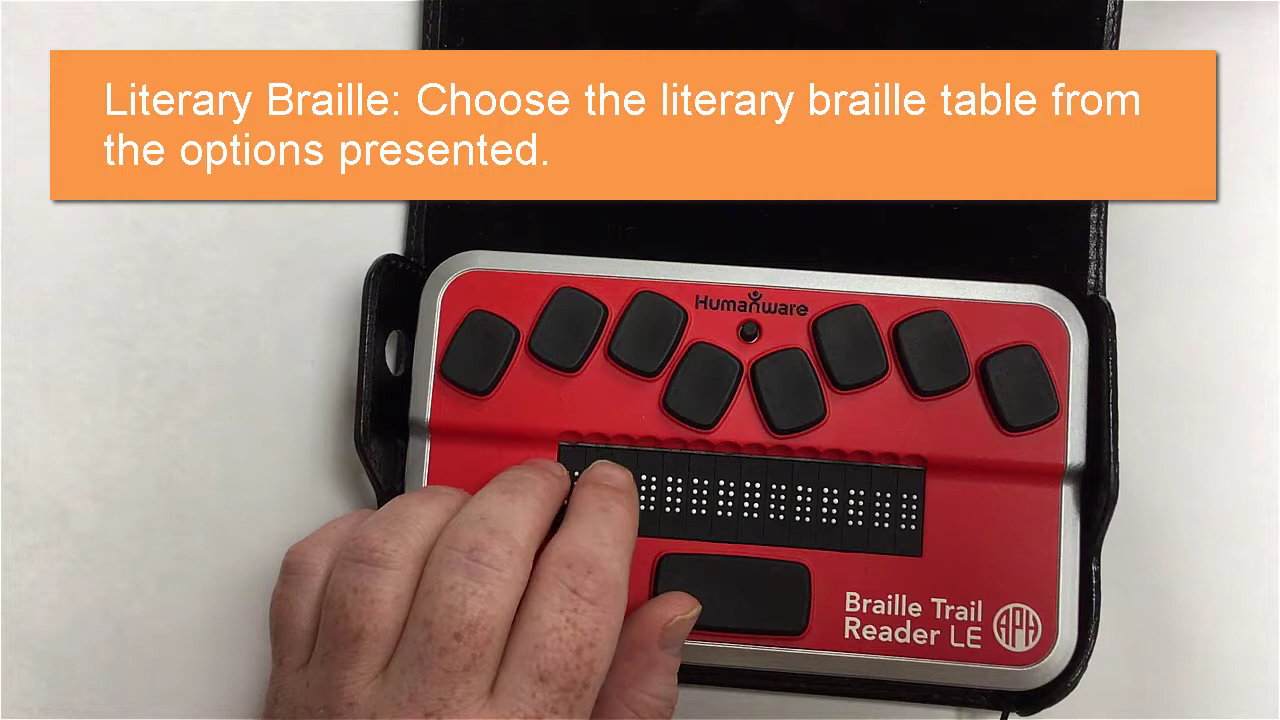 Literary Braille: Choose the literary braille table from
the options presented.
Humanware
Braille Trail
Reader LE
APH